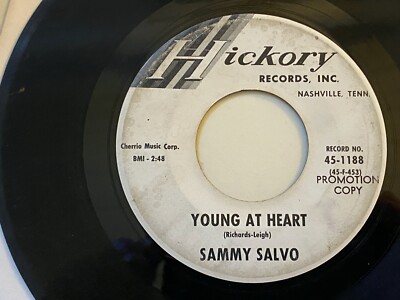 Hickory
RECORDS, INC.
NASHVILLE, TENN
Cherrio Music Corp.
BMI - 2:48
RECORD NO.
45-1188
(45-F-453)
PROMOTION
COPY
YOUNG AT HEART
(Richards-Leigh)
SAMMY SALVO